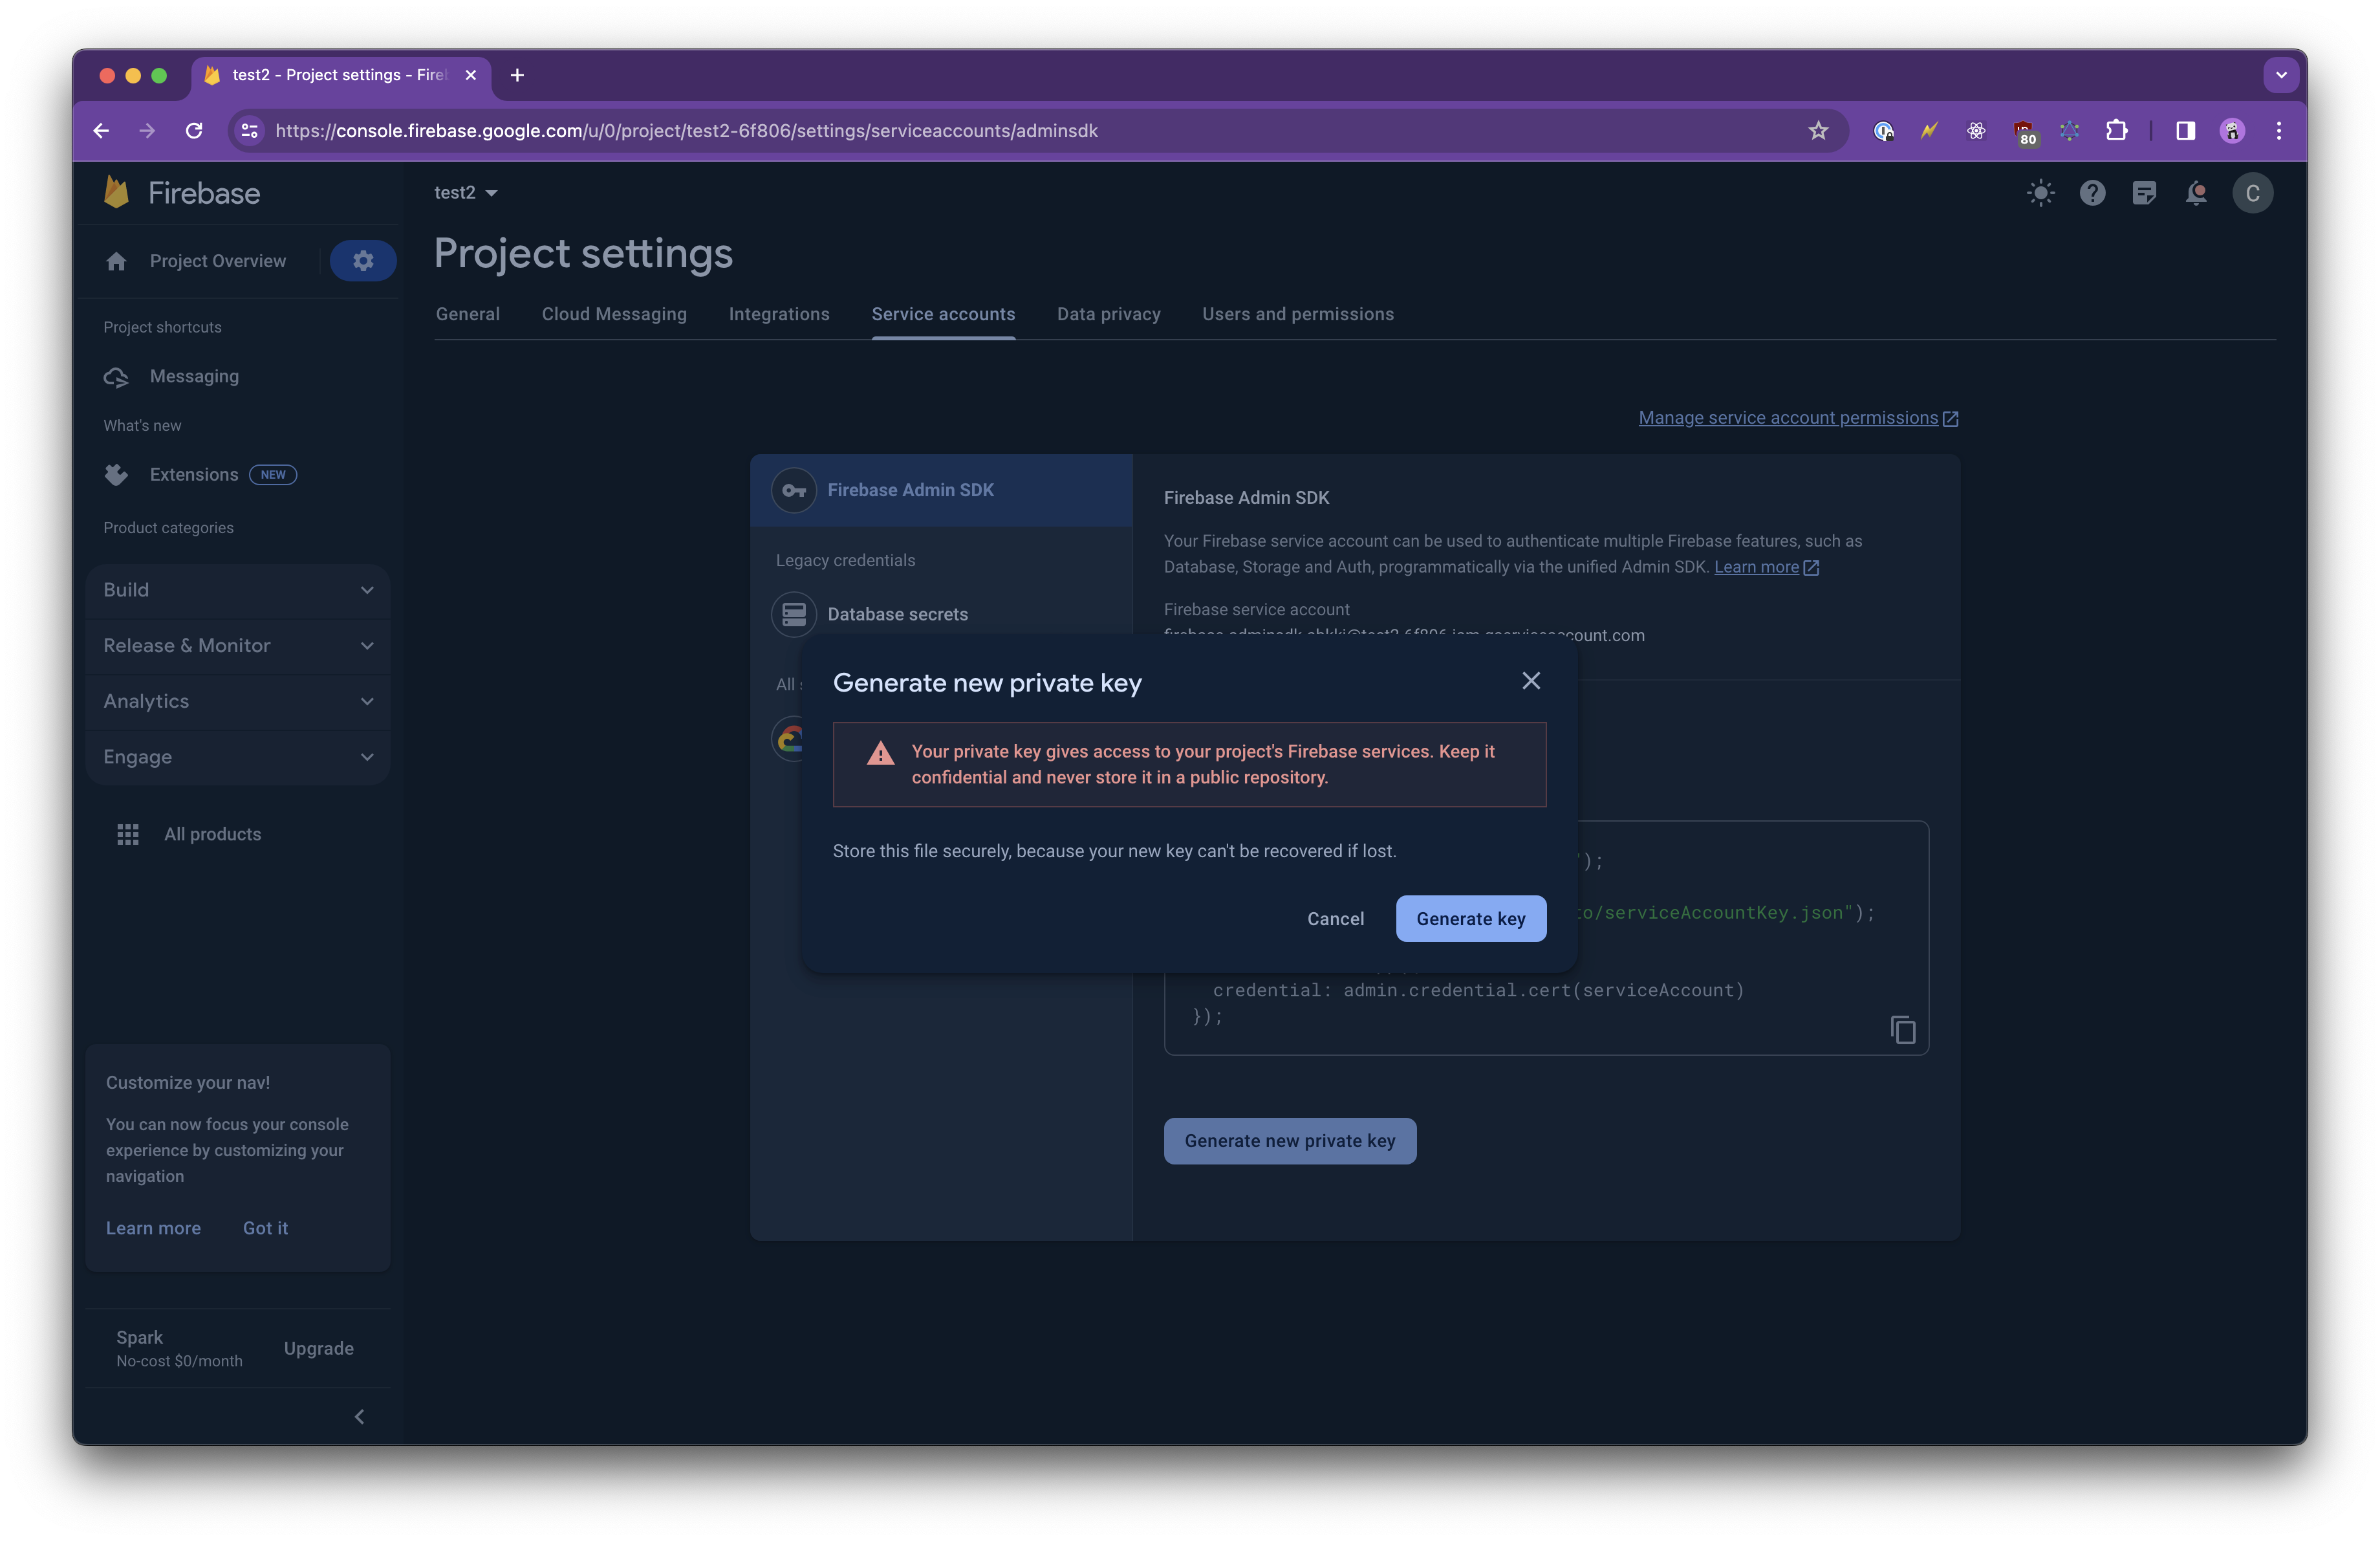 test2 - Project settings - Fire
https://console.firebase.google.com/u/0/project/test2-6f806/settings/serviceaccounts/adminsdk
80
Firebase
test2
C
Project Overview
Project settings
General Cloud Messaging Integrations Service accounts Data privacy Users and permissions
Project shortcuts
Messaging
What's new
Extensions NEW
Product categories
Build
Release & Monitor
Analytics
Engage
All products
Customize your nav!
You can now focus your console
experience by customizing your
navigation
Learn more Got it
Spark
No-cost $0/month
Upgrade
Manage service account permissions
Firebase Admin SDK
Legacy credentials
Database secrets
All
Firebase Admin SDK
Your Firebase service account can be used to authenticate multiple Firebase features, such as
Database, Storage and Auth, programmatically via the unified Admin SDK. Learn more
Firebase service account
Generate new private key
Your private key gives access to your project's Firebase services. Keep it
confidential and never store it in a public repository.
Store this file securely, because your new key can't be recovered if lost.
Cancel Generate key
");
to/serviceAccountKey.json");
credential: admin.credential.cert(serviceAccount)
});
Generate new private key